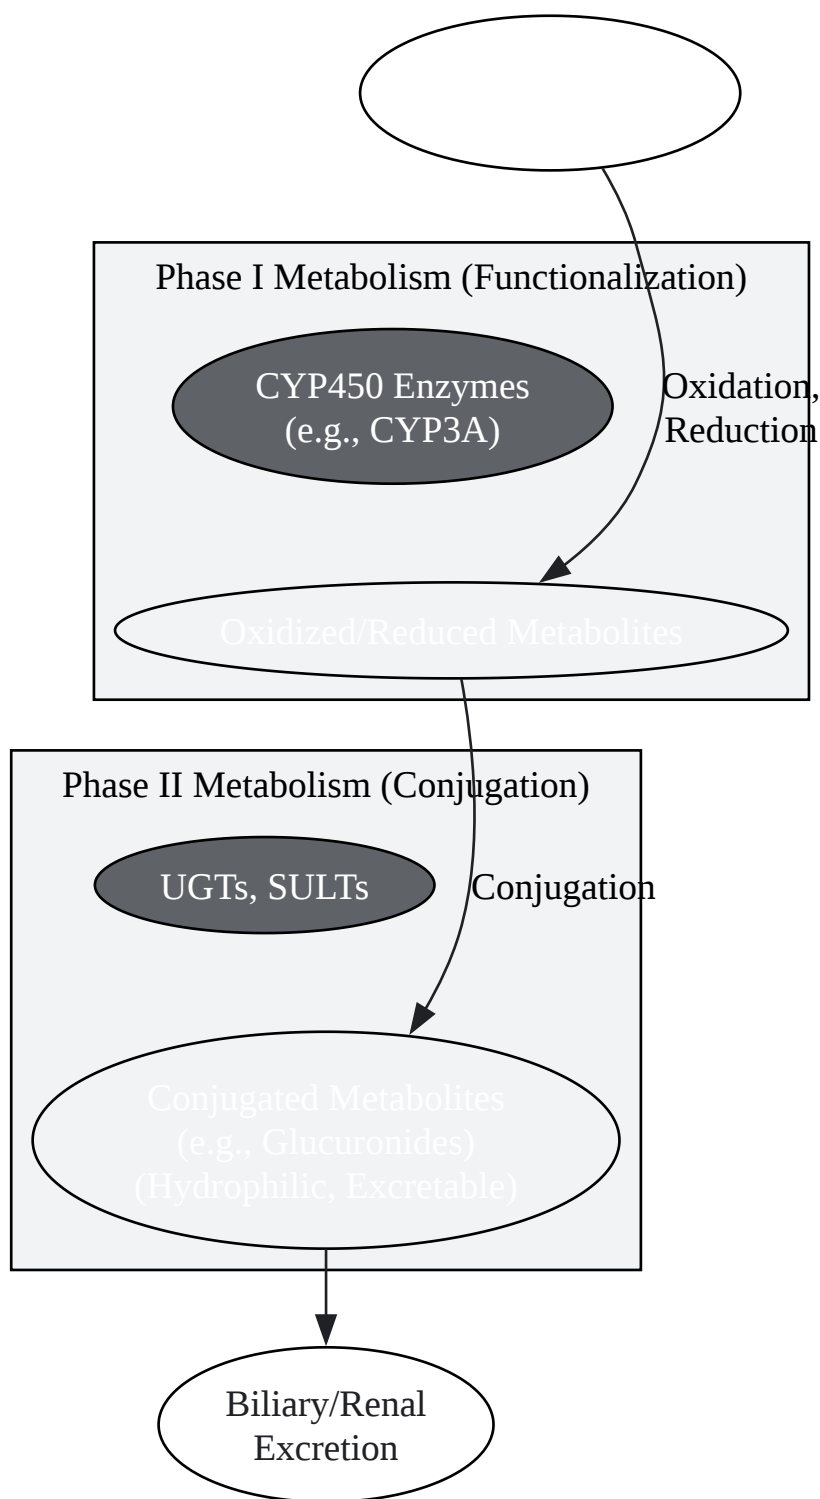 Phase I Metabolism (Functionalization)
CYP450 Enzymes
(e.g., CYP3A)
Oxidation,
Reduction
Oxidized/Reduced Metabolites
Phase II Metabolism (Conjugation)
UGTs, SULTs
Conjugation
Conjugated Metabolites
(e.g., Glucuronides)
(Hydrophilic, Excretable)
Biliary/Renal
Excretion